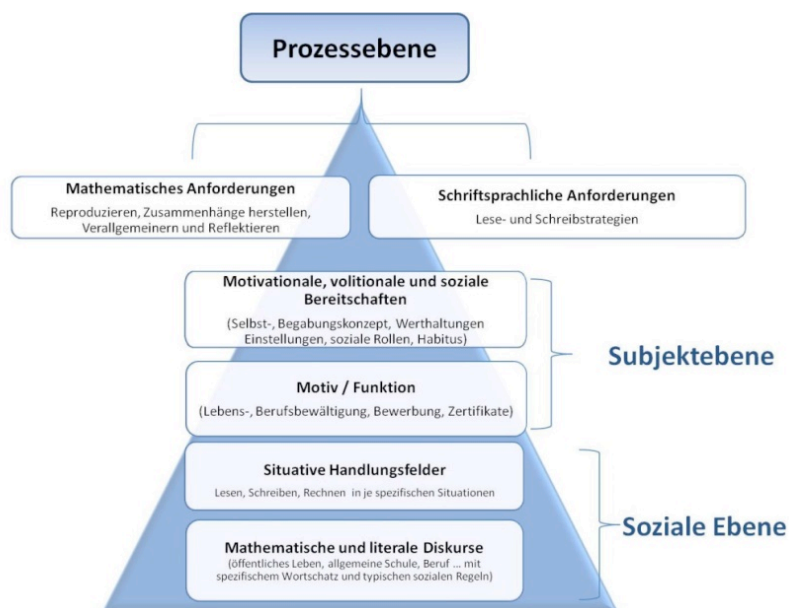 Prozessebene
Mathematisches Anforderungen
Reproduzieren, Zusammenhänge herstellen,
Verallgemeinern und Reflektieren
Schriftsprachliche Anforderungen
Lese- und Schreibstrategien
Motivationale, volitionale und soziale
Bereitschaften
(Selbst-, Begabungskonzept, Werthaltungen
Einstellungen, soziale Rollen, Habitus)
Motiv / Funktion
(Lebens-, Berufsbewältigung, Bewerbung, Zertifikate)
Subjektebene
Situative Handlungsfelder
Lesen, Schreiben, Rechnen in je spezifischen Situationen
Mathematische und literale Diskurse
(öffentliches Leben, allgemeine Schule, Beruf ... mit
spezifischem Wortschatz und typischen sozialen Regeln)
Soziale Ebene